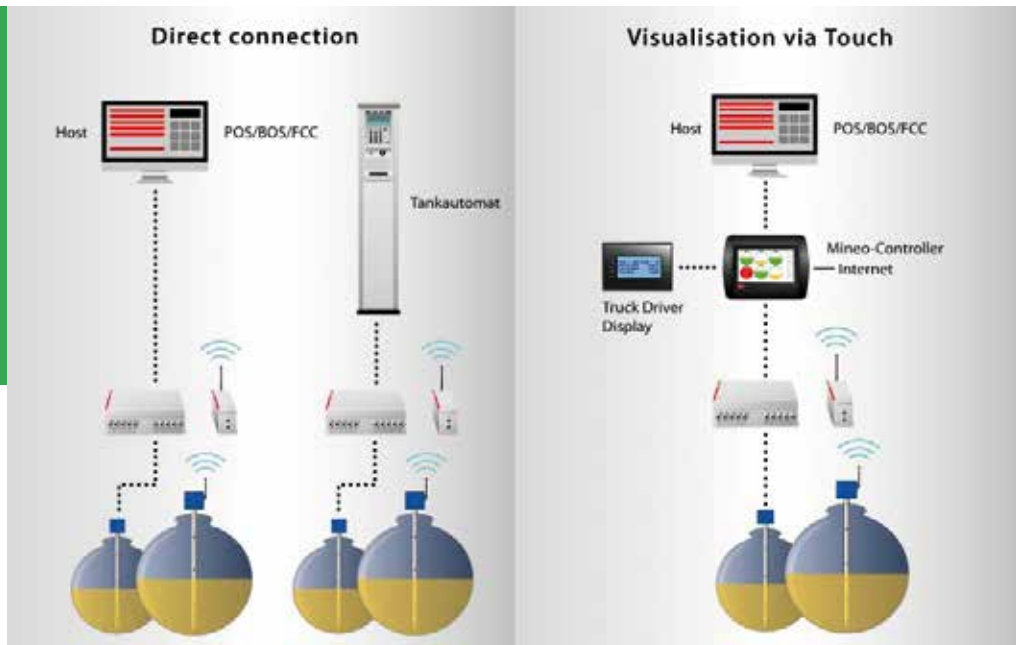 Direct connection
Host
POS/BOS/FCC
Tankautomat
Visualisation via Touch
Host
POS/BOS/FCC
Mineo-Controller
Internet
Truck Driver
Display